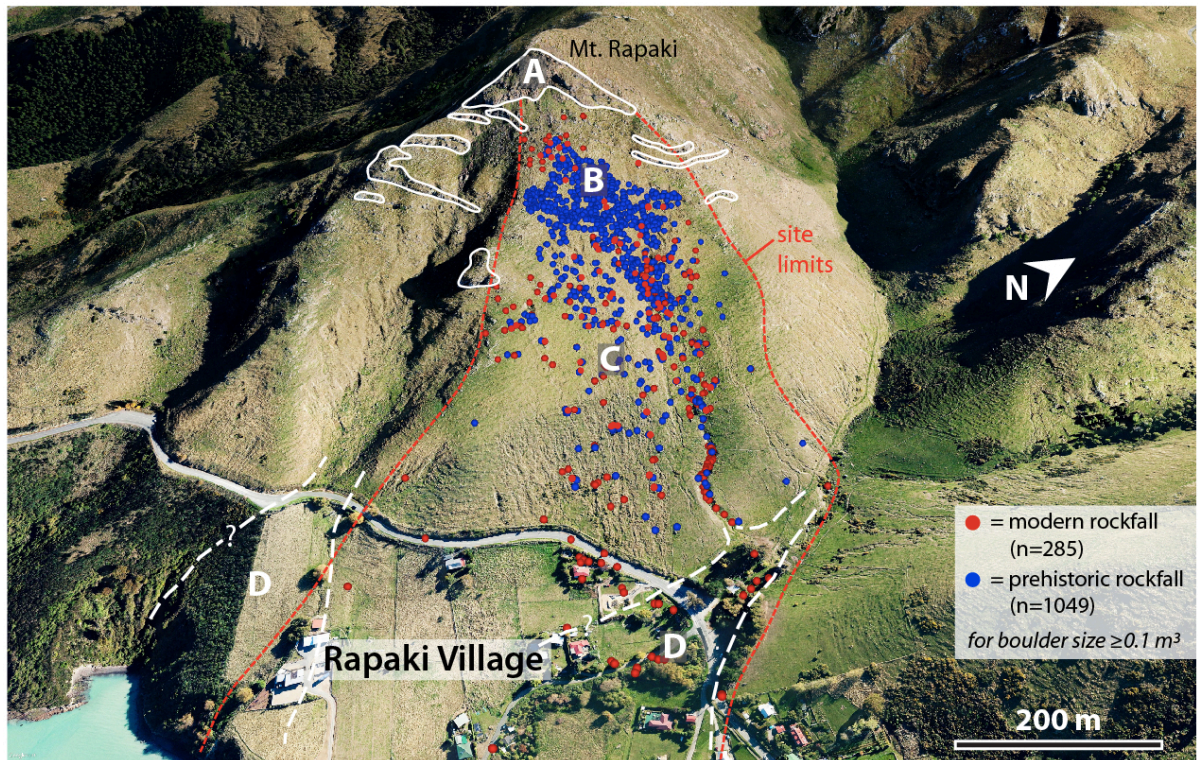 A
Mt. Rapaki
B
site
limits
N
C
= modern rockfall
(n=285)
= prehistoric rockfall
(n=1049)
for boulder size ≥0.1 m³
?
D
?
Rapaki Village
D
200 m